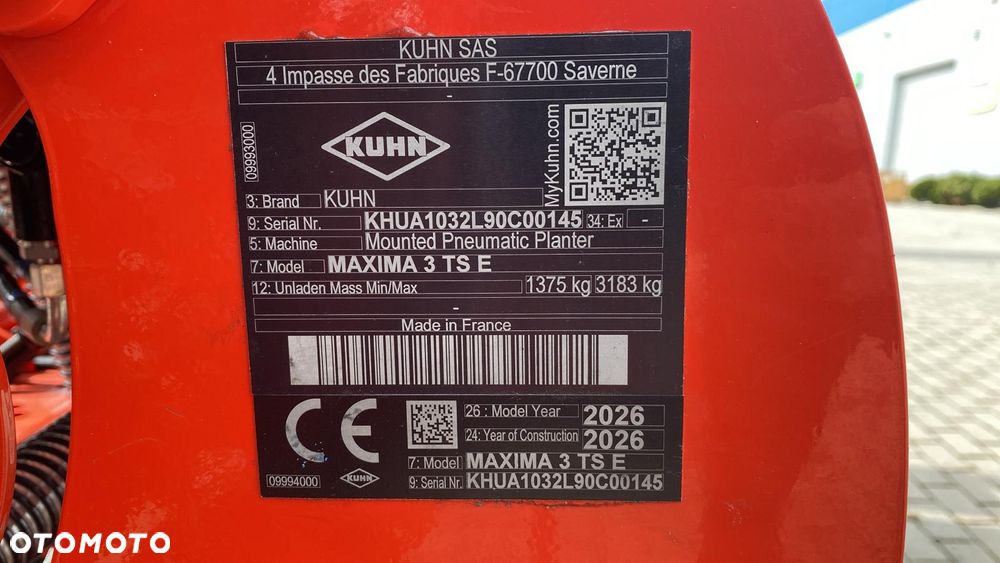 KUHN SAS
4 Impasse des Fabriques F-67700 Saverne
-
09993000
KUHN
MyKuhn.com
3: Brand KUHN
9: Serial Nr. KHUA1032L90C00145 34: Ex -
5: Machine Mounted Pneumatic Planter
7: Model MAXIMA 3 TS E
12: Unladen Mass Min/Max 1375 kg 3183 kg
-
Made in France
CE
26 : Model Year 2026
24: Year of Construction 2026
7: Model MAXIMA 3 TS E
09994000 KUHN 9: Serial Nr. KHUA1032L90C00145
OTOMOTO